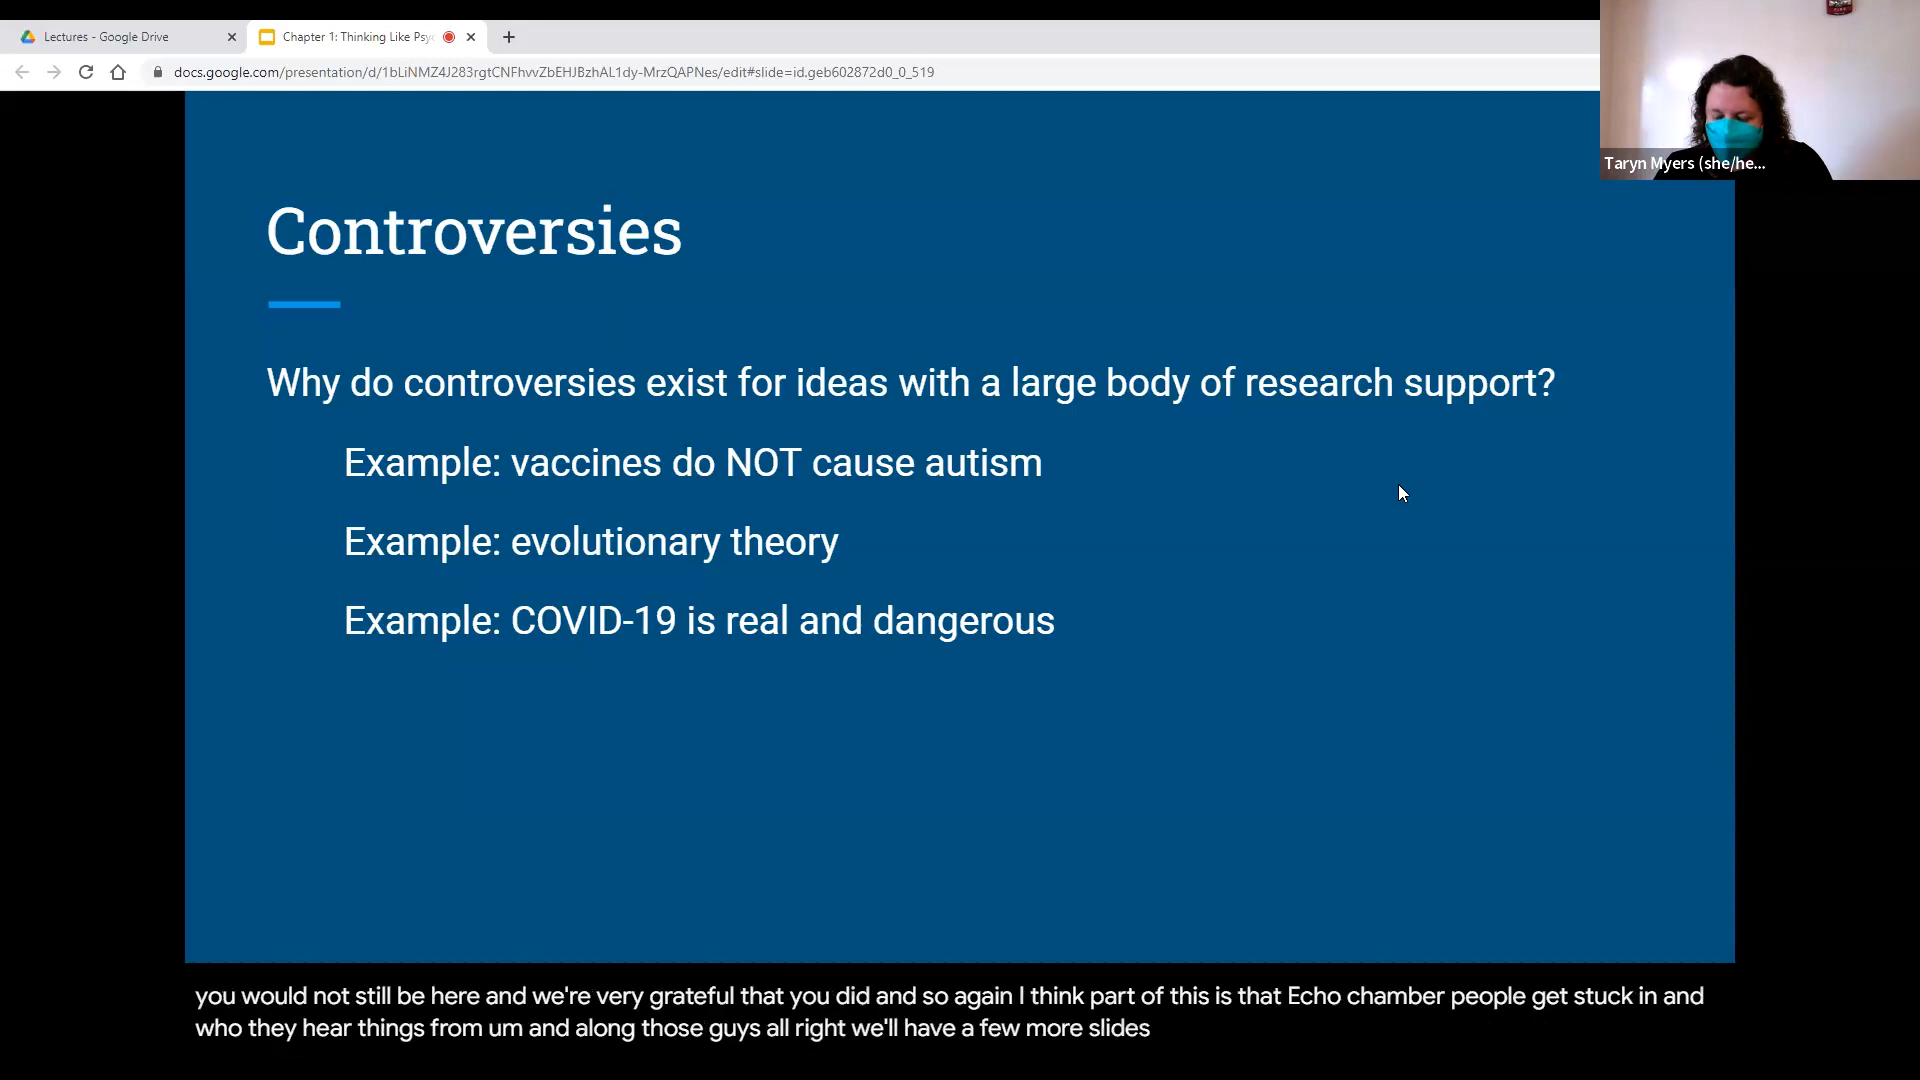 Lectures - Google Drive
Chapter 1: Thinking Like Psy
docs.google.com/presentation/d/1bLiNMZ4J283rgtCNFhvvZbEHJBzhAL1dy-MrzQAPNes/edit#slide=id.geb602872d0_0_519
Taryn Myers (she/he...
Controversies
Why do controversies exist for ideas with a large body of research support?
Example: vaccines do NOT cause autism
Example: evolutionary theory
Example: COVID-19 is real and dangerous
you would not still be here and we're very grateful that you did and so again I think part of this is that Echo chamber people get stuck in and
who they hear things from um and along those guys all right we'll have a few more slides